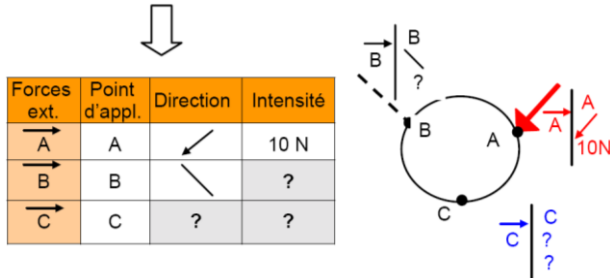 Forces ext. Point d'appl. Direction Intensité
A A 10 N
B B ?
C C ? ?
B B
?
B
A
C
A A
10N
C C
?
?